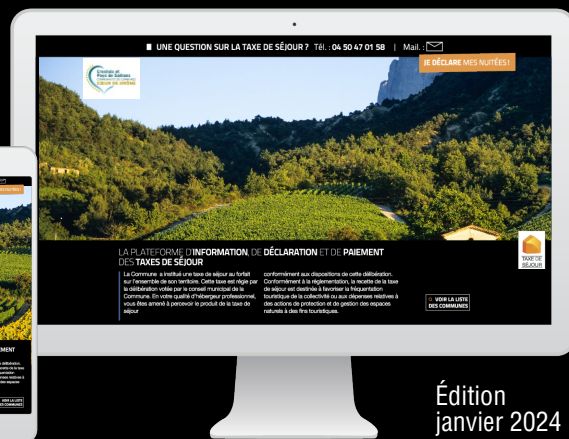 UNE QUESTION SUR LA TAXE DE SÉJOUR ? Tél. : 04 50 47 01 58 | Mail. :
JE DÉCLARE MES NUITÉES !
Crestois et
Pays de Saillans
CŒUR DE DRÔME
LA PLATEFORME D'INFORMATION, DE DÉCLARATION ET DE PAIEMENT
DES TAXES DE SÉJOUR
La Commune a institué une taxe de séjour au forfait
sur l'ensemble de son territoire. Cette taxe est régie par
la délibération votée par le conseil municipal de la
Commune. En votre qualité d'hébergeur professionnel,
vous êtes amené à percevoir le produit de la taxe de
séjour
conformément aux dispositions de cette délibération.
Conformément à la réglementation, la recette de la taxe
de séjour est destinée à favoriser la fréquentation
touristique de la collectivité ou aux dépenses relatives à
des actions de protection et de gestion des espaces
naturels à des fins touristiques.
TAXE DE
SÉJOUR
VOIR LA LISTE
DES COMMUNES
VOIR LA LISTE
DES COMMUNES
Édition
janvier 2024